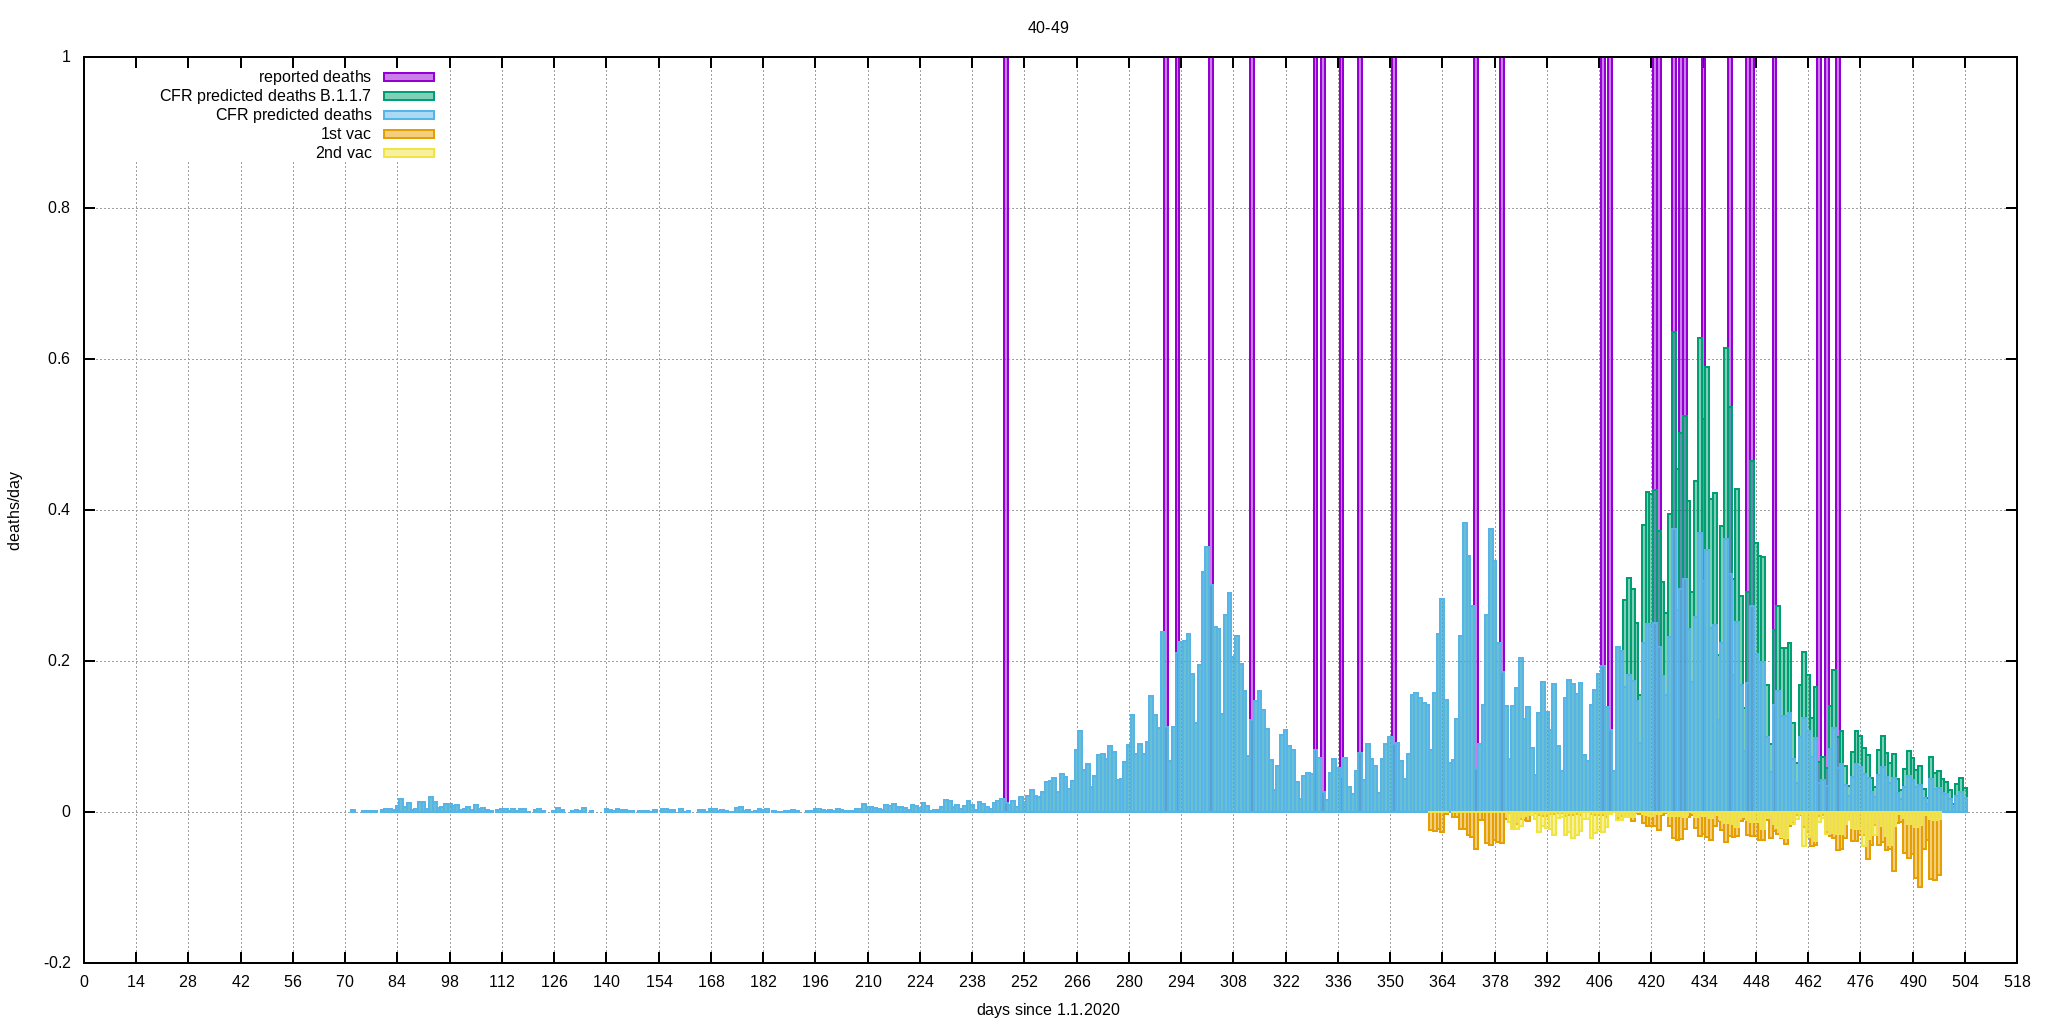 40-49
1
0.8
0.6
0.4
0.2
0
-0.2
deaths/day
reported deaths
CFR predicted deaths B.1.1.7
CFR predicted deaths
1st vac
2nd vac
0 14 28 42 56 70 84 98 112 126 140 154 168 182 196 210 224 238 252 266 280 294 308 322 336 350 364 378 392 406 420 434 448 462 476 490 504 518
days since 1.1.2020